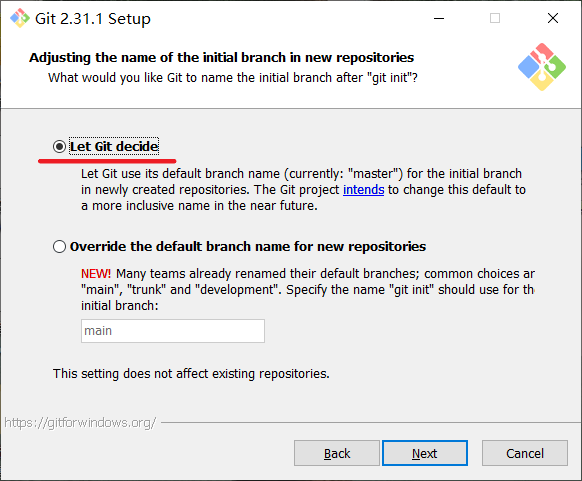 Git 2.31.1 Setup
Adjusting the name of the initial branch in new repositories
What would you like Git to name the initial branch after "git init"?
Let Git decide
Let Git use its default branch name (currently: "master") for the initial branch
in newly created repositories. The Git project intends to change this default to
a more inclusive name in the near future.
Override the default branch name for new repositories
NEW! Many teams already renamed their default branches; common choices ar
"main", "trunk" and "development". Specify the name "git init" should use for the
initial branch:
main
This setting does not affect existing repositories.
https://gitforwindows.org/
Back Next Cancel